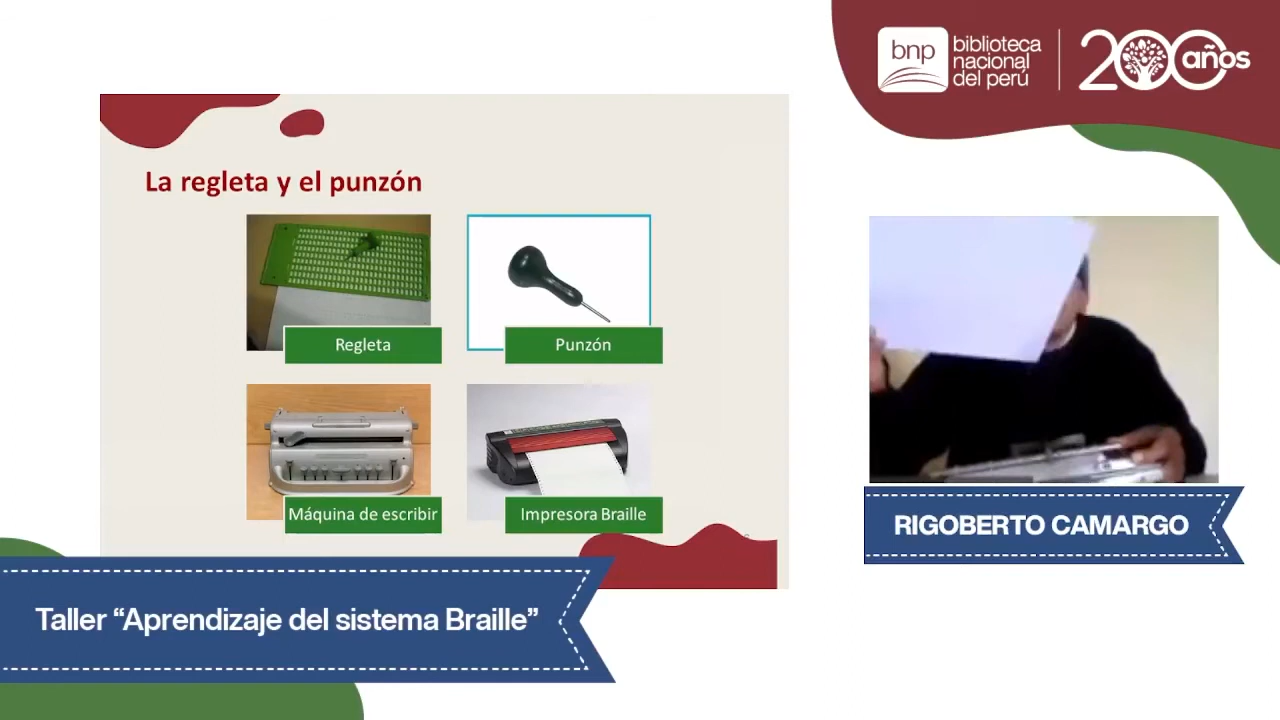 bnp
biblioteca
nacional
del perú
200 años
La regleta y el punzón
Regleta
Punzón
Máquina de escribir
Impresora Braille
RIGOBERTO CAMARGO
Taller “Aprendizaje del sistema Braille”